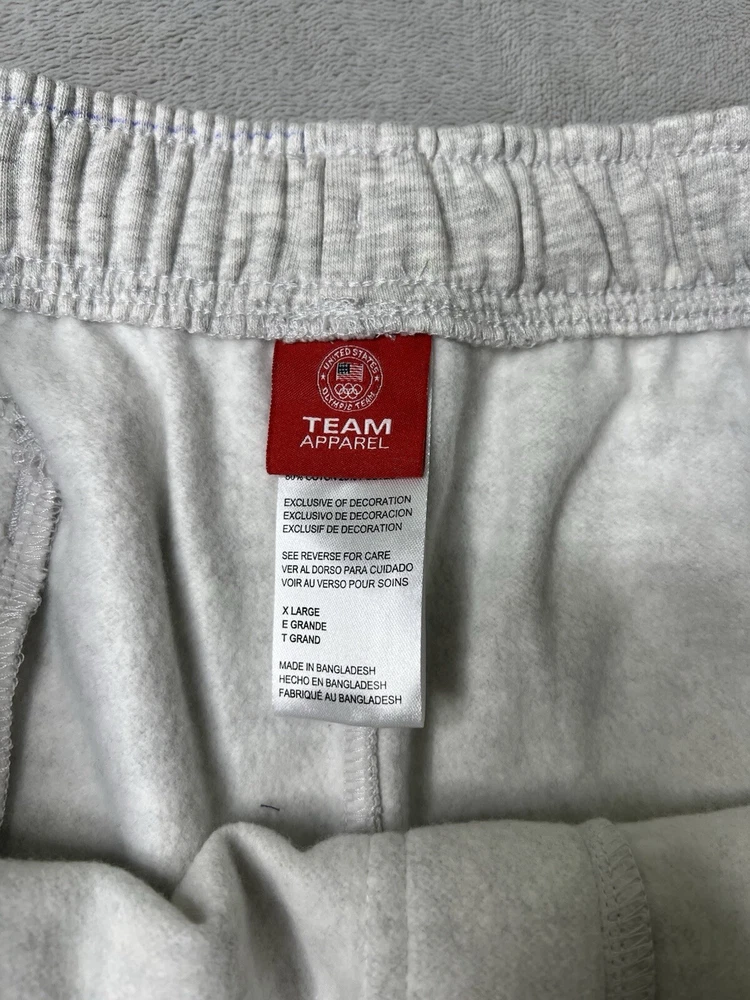 UNITED STATES
OLYMPIC TEAM
TEAM
APPAREL
EXCLUSIVE OF DECORATION
EXCLUSIVO DE DECORACION
EXCLUSIF DE DECORATION
SEE REVERSE FOR CARE
VER AL DORSO PARA CUIDADO
VOIR AU VERSO POUR SOINS
X LARGE
E GRANDE
T GRAND
MADE IN BANGLADESH
HECHO EN BANGLADESH
FABRIQUÉ AU BANGLADESH